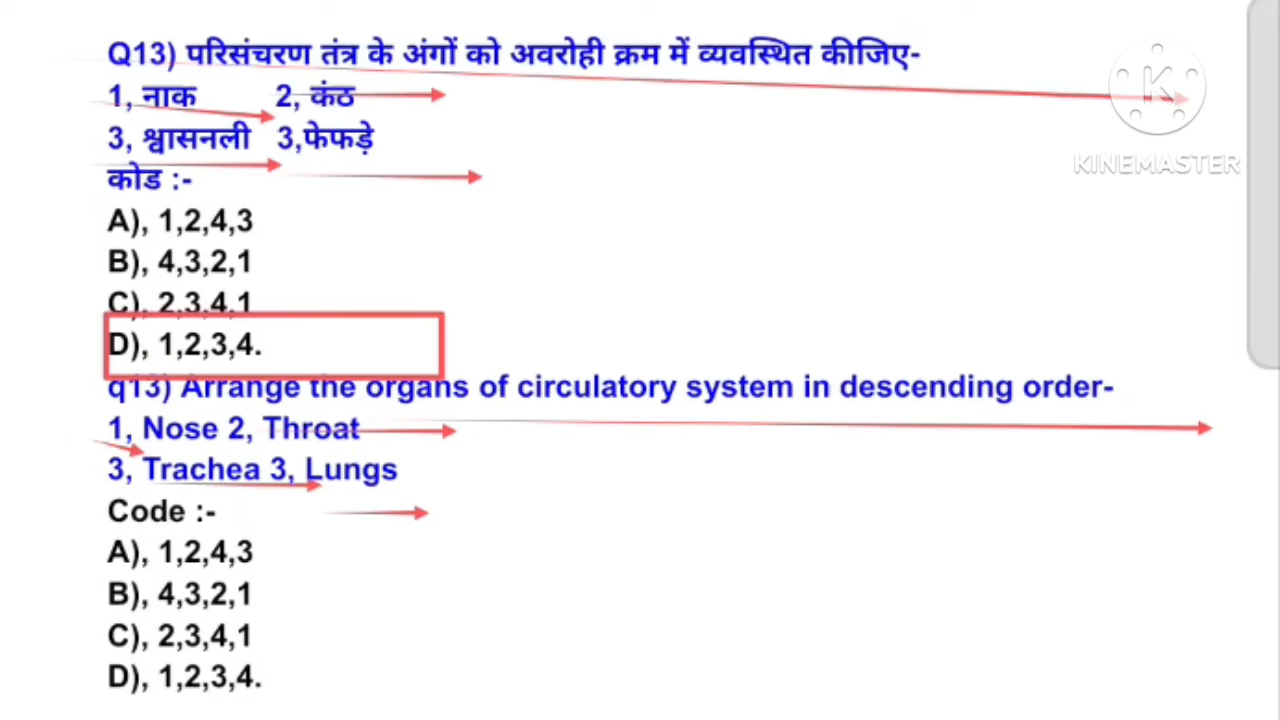 Q13) परिसंचरण तंत्र के अंगों को अवरोही क्रम में व्यवस्थित कीजिए-
1, नाक 2, कंठ
3, श्वासनली 3,फेफड़े
कोड :-
A), 1,2,4,3
B), 4,3,2,1
C), 2,3,4,1
D), 1,2,3,4.
q13) Arrange the organs of circulatory system in descending order-
1, Nose 2, Throat
3, Trachea 3, Lungs
Code :-
A), 1,2,4,3
B), 4,3,2,1
C), 2,3,4,1
D), 1,2,3,4.
K
KINEMASTER